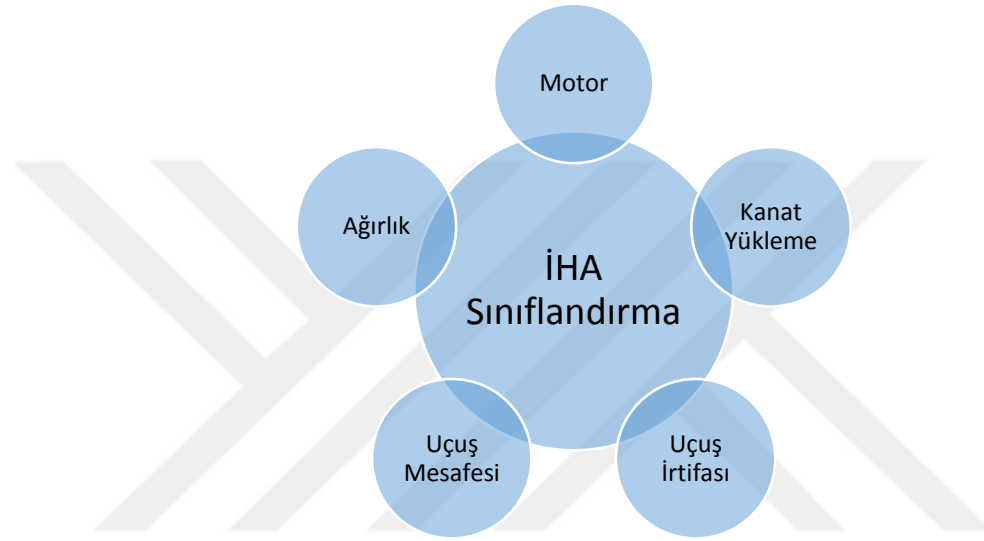 Motor
Ağırlık
Kanat
Yükleme
İHA
Sınıflandırma
Uçuş
Mesafesi
Uçuş
İrtifası